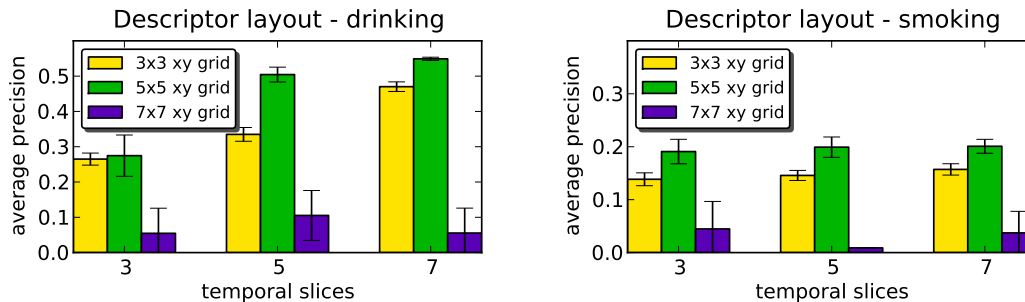 Descriptor layout - drinking
average precision
0.5
0.4
0.3
0.2
0.1
0.0
3x3 xy grid
5x5 xy grid
7x7 xy grid
3 5 7
temporal slices
Descriptor layout - smoking
average precision
0.3
0.2
0.1
0.0
3x3 xy grid
5x5 xy grid
7x7 xy grid
3 5 7
temporal slices